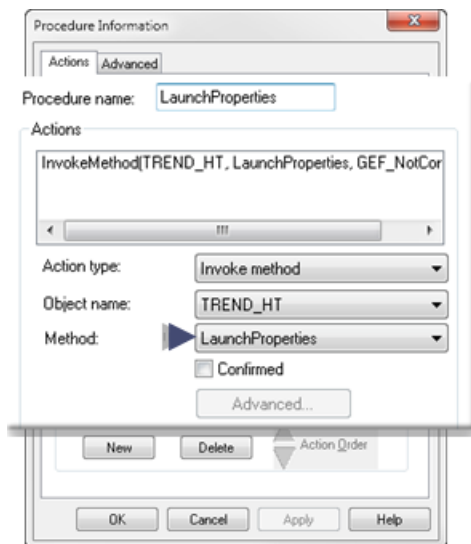 Procedure Information
Actions Advanced
Procedure name: LaunchProperties
Actions
InvokeMethod(TREND_HT, LaunchProperties, GEF_NotCor
Action type: Invoke method
Object name: TREND_HT
Method: LaunchProperties
Confirmed
Advanced...
New Delete Action Order
OK Cancel Apply Help